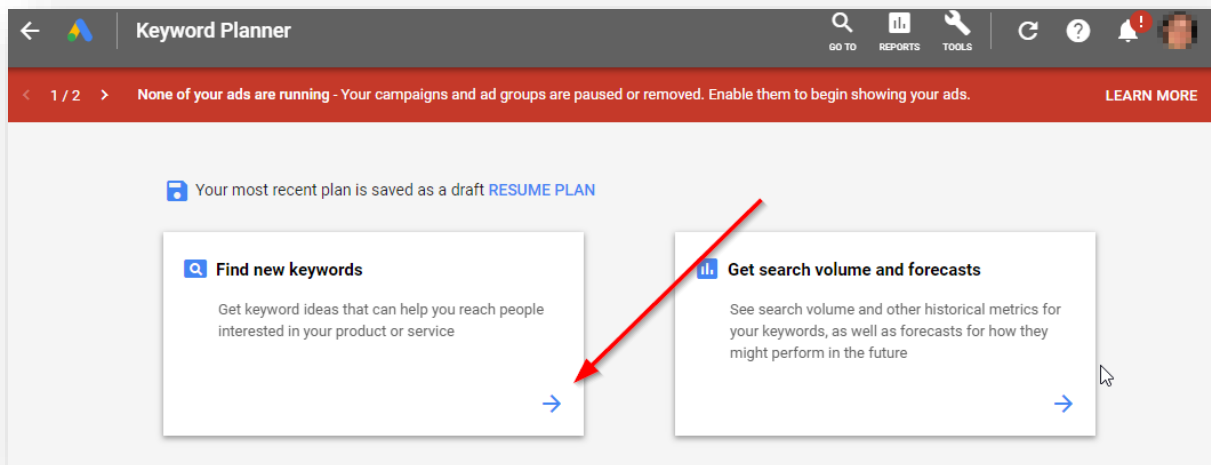 Keyword Planner
GO TO
REPORTS
TOOLS
1 / 2
None of your ads are running - Your campaigns and ad groups are paused or removed. Enable them to begin showing your ads.
LEARN MORE
Your most recent plan is saved as a draft RESUME PLAN
Find new keywords
Get keyword ideas that can help you reach people
interested in your product or service
Get search volume and forecasts
See search volume and other historical metrics for
your keywords, as well as forecasts for how they
might perform in the future